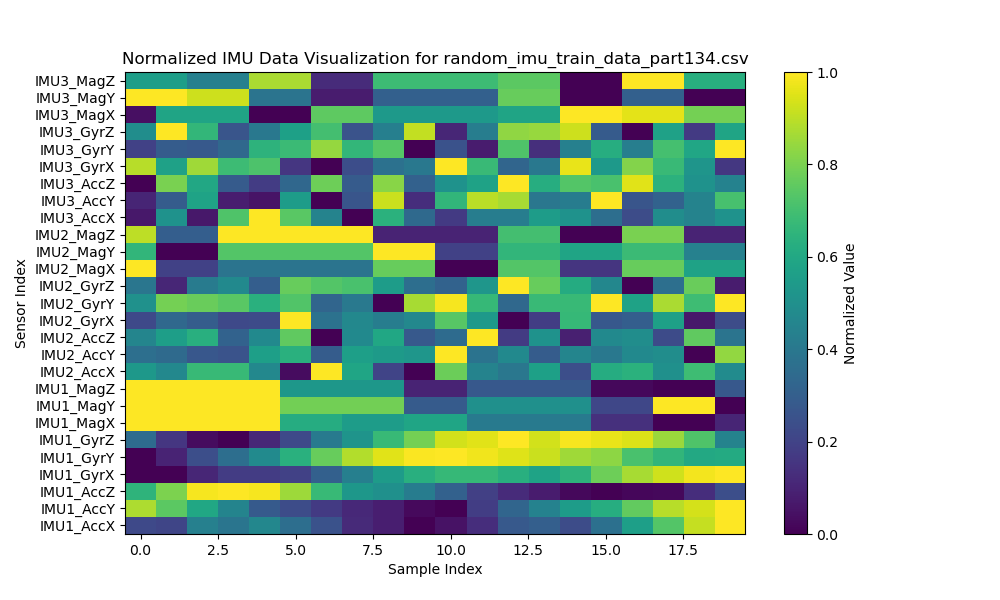 Normalized IMU Data Visualization for random_imu_train_data_part134.csv
IMU3_MagZ
IMU3_MagY
IMU3_MagX
IMU3_GyrZ
IMU3_GyrY
IMU3_GyrX
IMU3_AccZ
IMU3_AccY
IMU3_AccX
IMU2_MagZ
IMU2_MagY
IMU2_MagX
IMU2_GyrZ
IMU2_GyrY
IMU2_GyrX
IMU2_AccZ
IMU2_AccY
IMU2_AccX
IMU1_MagZ
IMU1_MagY
IMU1_MagX
IMU1_GyrZ
IMU1_GyrY
IMU1_GyrX
IMU1_AccZ
IMU1_AccY
IMU1_AccX
Sensor Index
0.0 2.5 5.0 7.5 10.0 12.5 15.0 17.5
Sample Index
1.0
0.8
0.6
0.4
0.2
0.0
Normalized Value